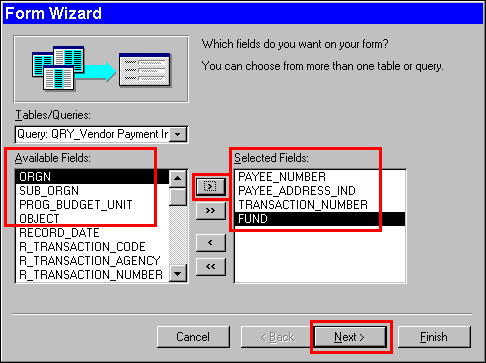 Form Wizard
Which fields do you want on your form?
You can choose from more than one table or query.
Tables/Queries:
Query: QRY_Vendor Payment Ir
Available Fields:
ORGN
SUB_ORGN
PROG_BUDGET_UNIT
OBJECT
RECORD_DATE
R_TRANSACTION_CODE
R_TRANSACTION_AGENCY
R_TRANSACTION_NUMBER
>
>>
<
<<
Selected Fields:
PAYEE_NUMBER
PAYEE_ADDRESS_IND
TRANSACTION_NUMBER
FUND
Cancel
< Back
Next >
Finish